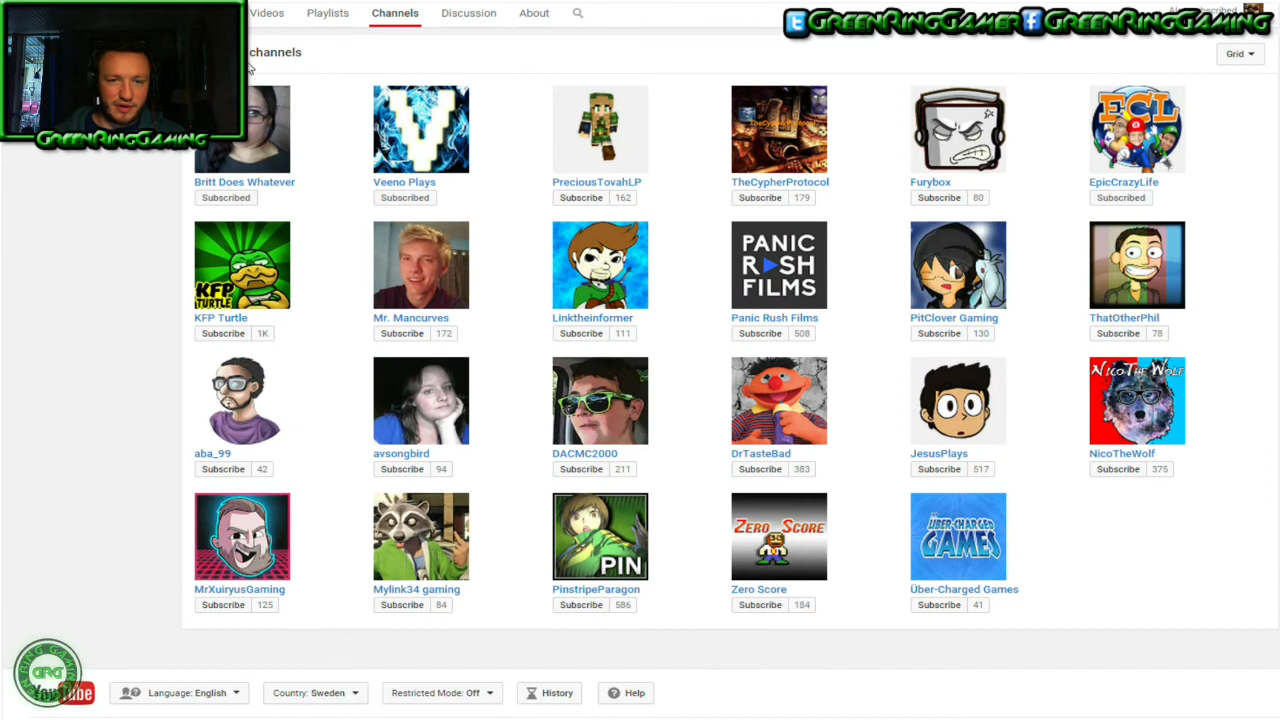 Videos Playlists Channels Discussion About
GreenRingGamer GreenRingGaming
channels
Grid
GreenRingGaming
TheCypherProtocol
ECL
Britt Does Whatever Veeno Plays PreciousTovahLP TheCypherProtocol Furybox EpicCrazyLife
Subscribed Subscribed Subscribe 162 Subscribe 179 Subscribe 80 Subscribed
KFP TURTLE
PANIC
RUSH
FILMS
KFP Turtle Mr. Mancurves Linktheinformer Panic Rush Films PitClover Gaming ThatOtherPhil
Subscribe 1K Subscribe 172 Subscribe 111 Subscribe 508 Subscribe 130 Subscribe 78
NICOTHEWOLF
aba_99 avsongbird DACMC2000 DrTasteBad JesusPlays NicoTheWolf
Subscribe 42 Subscribe 94 Subscribe 211 Subscribe 383 Subscribe 517 Subscribe 375
PIN
ZERO SCORE
ÜBER-CHARGED
GAMES
MrXuiryusGaming Mylink34 gaming PinstripeParagon Zero Score Über-Charged Games
Subscribe 125 Subscribe 84 Subscribe 586 Subscribe 184 Subscribe 41
GREEN RING GAMING
GRG
YouTube Language: English Country: Sweden Restricted Mode: Off History Help